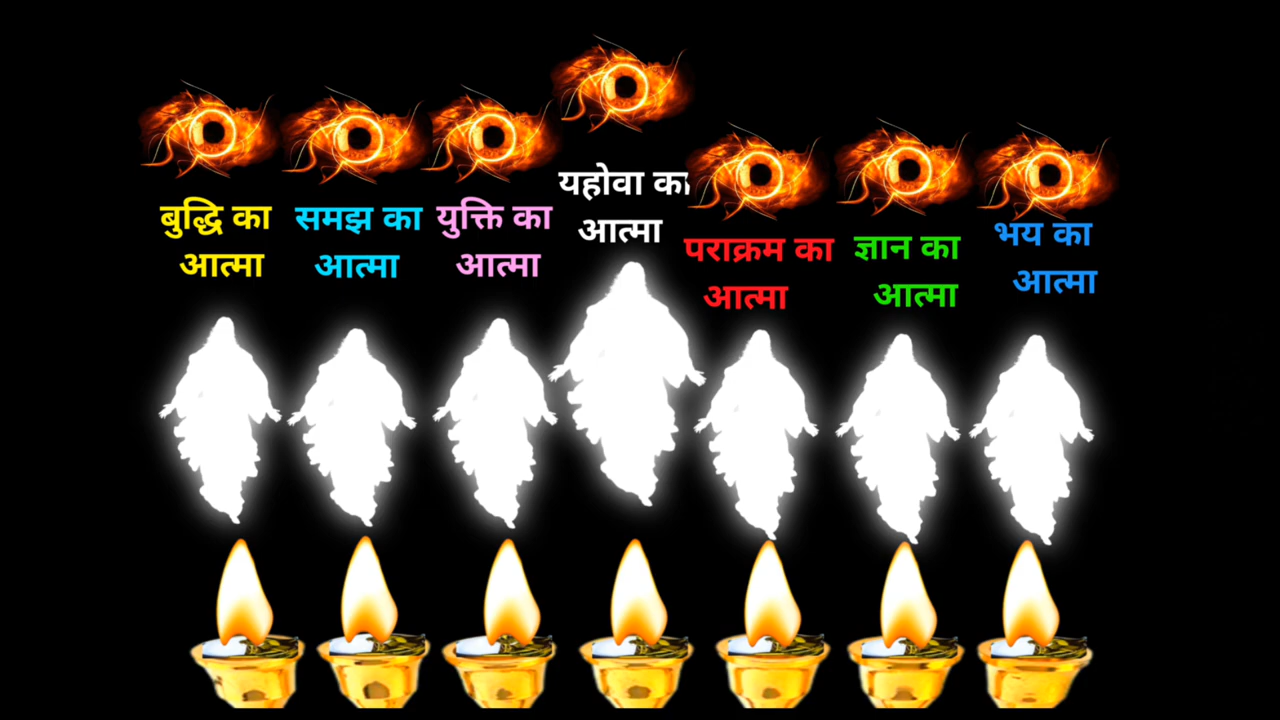 बुद्धि का
आत्मा
समझ का
आत्मा
युक्ति का
आत्मा
यहोवा का
आत्मा
पराक्रम का
आत्मा
ज्ञान का
आत्मा
भय का
आत्मा